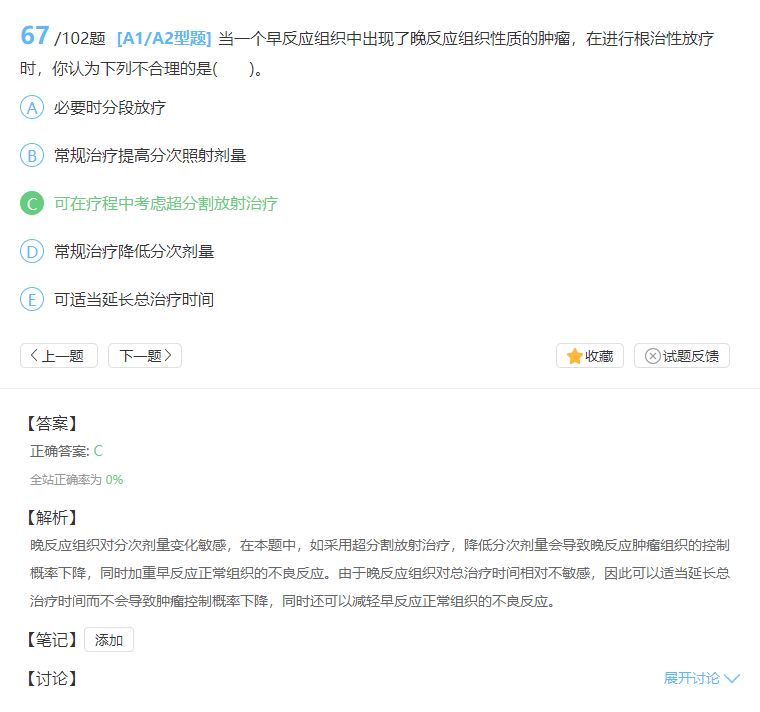 67 /102题 [A1/A2型题] 当一个早反应组织中出现了晚反应组织性质的肿瘤，在进行根治性放疗
时，你认为下列不合理的是(　　)。
A 必要时分段放疗
B 常规治疗提高分次照射剂量
C 可在疗程中考虑超分割放射治疗
D 常规治疗降低分次剂量
E 可适当延长总治疗时间
上一题 下一题 收藏 试题反馈
【答案】
正确答案: C
全站正确率为 0%
【解析】
晚反应组织对分次剂量变化敏感，在本题中，如采用超分割放射治疗，降低分次剂量会导致晚反应肿瘤组织的控制
概率下降，同时加重早反应正常组织的不良反应。由于晚反应组织对总治疗时间相对不敏感，因此可以适当延长总
治疗时间而不会导致肿瘤控制概率下降，同时还可以减轻早反应正常组织的不良反应。
【笔记】 添加
【讨论】 展开讨论